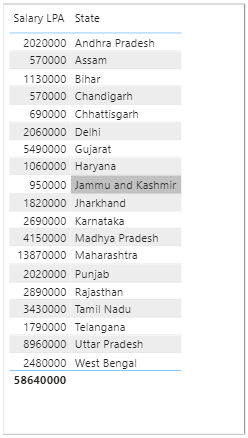 Salary LPA State
2020000 Andhra Pradesh
570000 Assam
1130000 Bihar
570000 Chandigarh
690000 Chhattisgarh
2060000 Delhi
5490000 Gujarat
1060000 Haryana
950000 Jammu and Kashmir
1820000 Jharkhand
2690000 Karnataka
4150000 Madhya Pradesh
13870000 Maharashtra
2020000 Punjab
2890000 Rajasthan
3430000 Tamil Nadu
1790000 Telangana
8960000 Uttar Pradesh
2480000 West Bengal
58640000